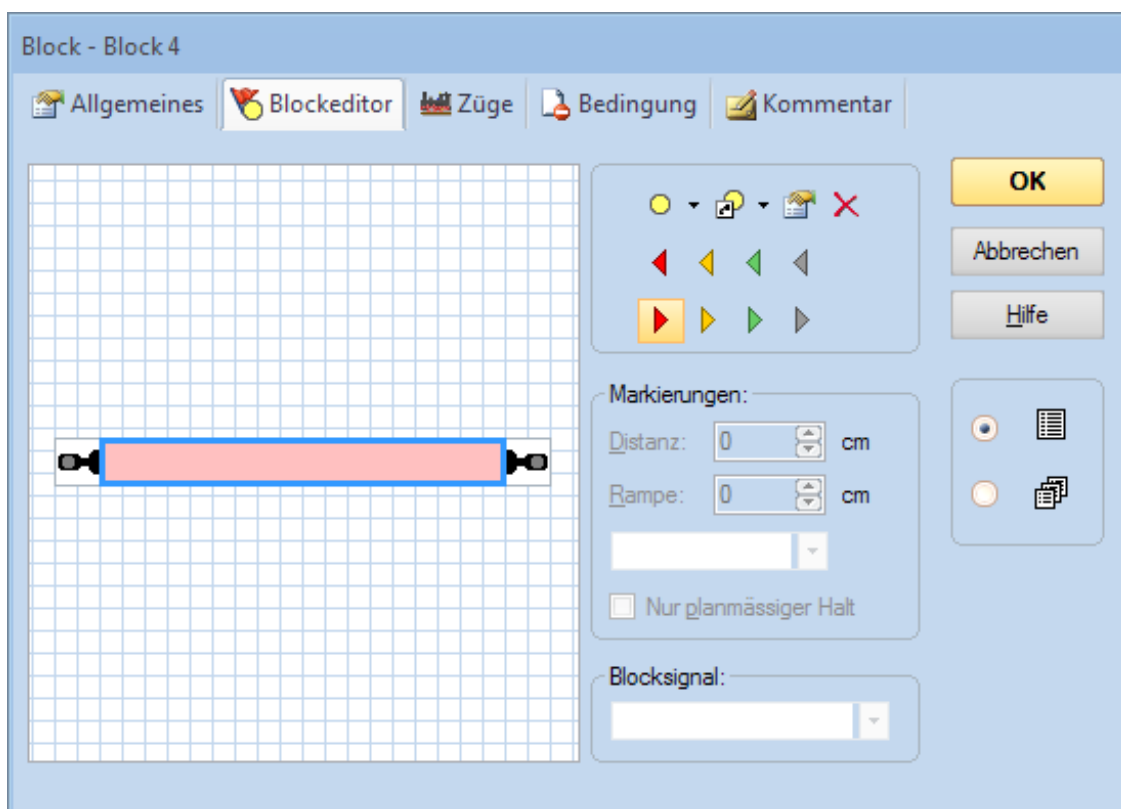 Block - Block 4
Allgemeines Blockeditor Züge Bedingung Kommentar
OK
Abbrechen
Hilfe
Markierungen:
Distanz: 0 cm
Rampe: 0 cm
Nur planmässiger Halt
Blocksignal: